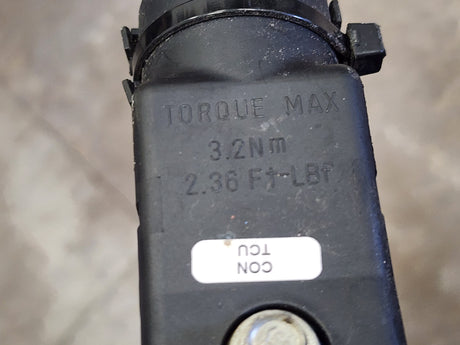 TORQUE MAX
3.2Nm
2.36 Ft-LBF
CON
TCU